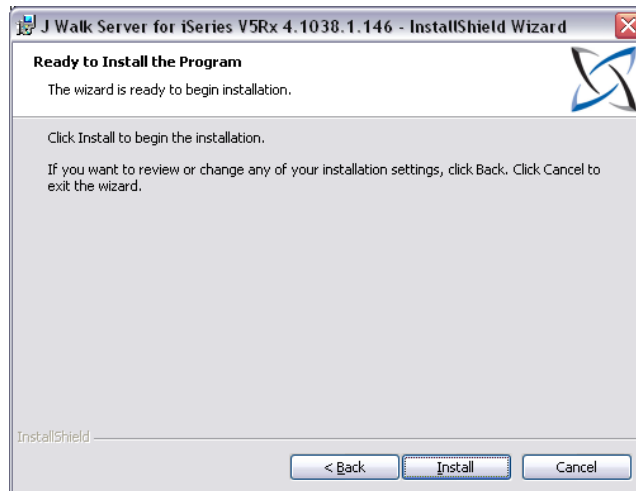 J Walk Server for iSeries V5Rx 4.1038.1.146 - InstallShield Wizard
Ready to Install the Program
The wizard is ready to begin installation.
Click Install to begin the installation.
If you want to review or change any of your installation settings, click Back. Click Cancel to
exit the wizard.
InstallShield
< Back Install Cancel